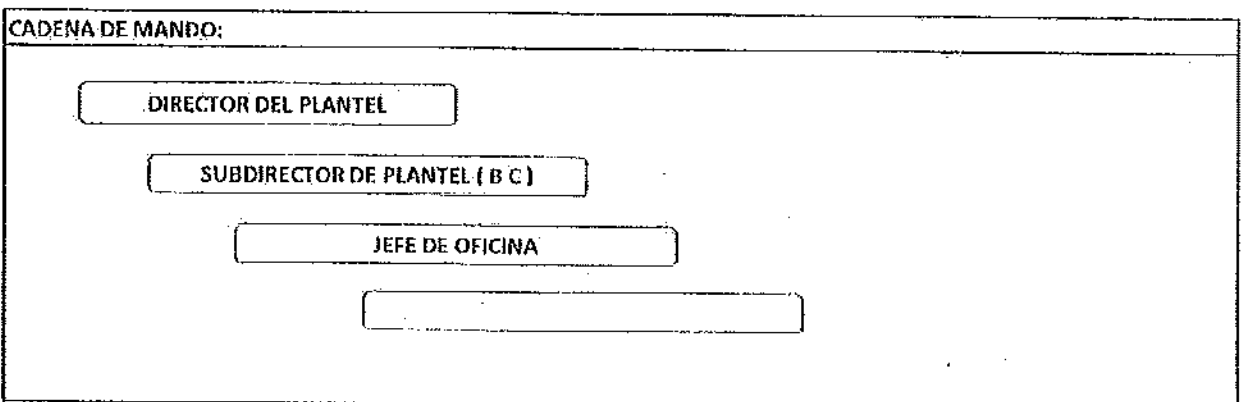 CADENA DE MANDO:
DIRECTOR DEL PLANTEL
SUBDIRECTOR DE PLANTEL ( B C )
JEFE DE OFICINA